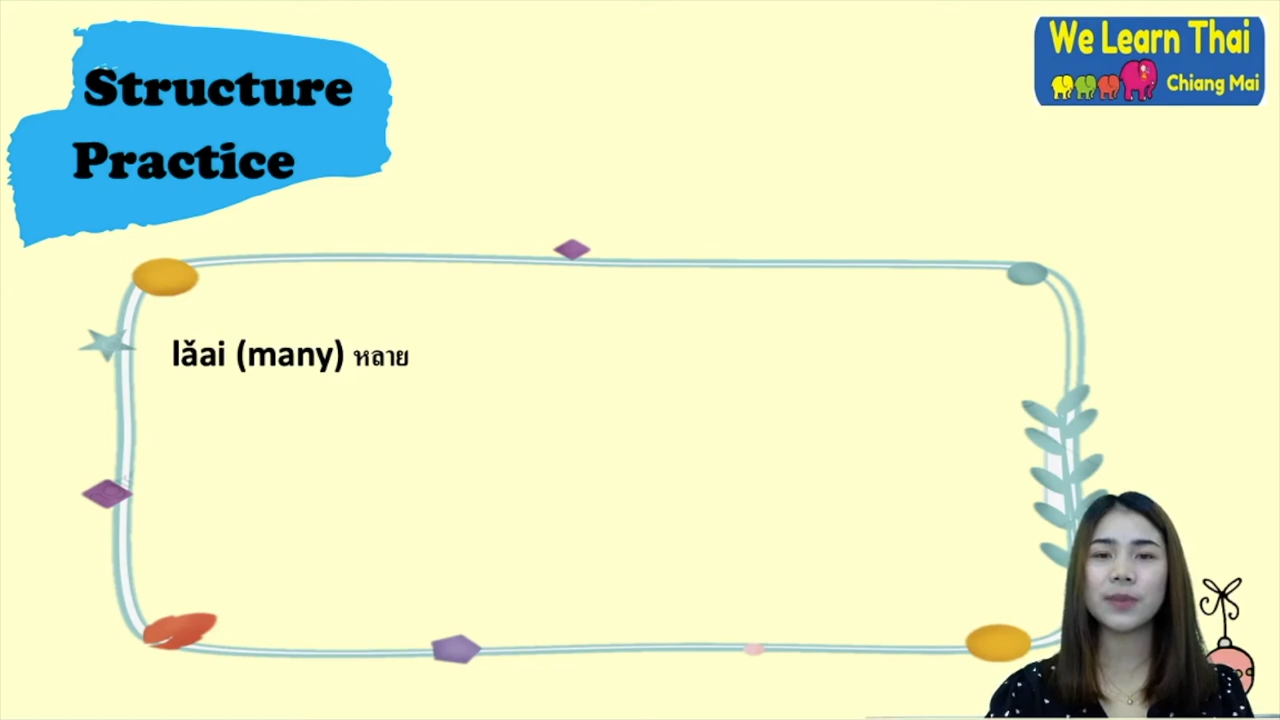 Structure
Practice
We Learn Thai
Chiang Mai
lǎai (many) หลาย